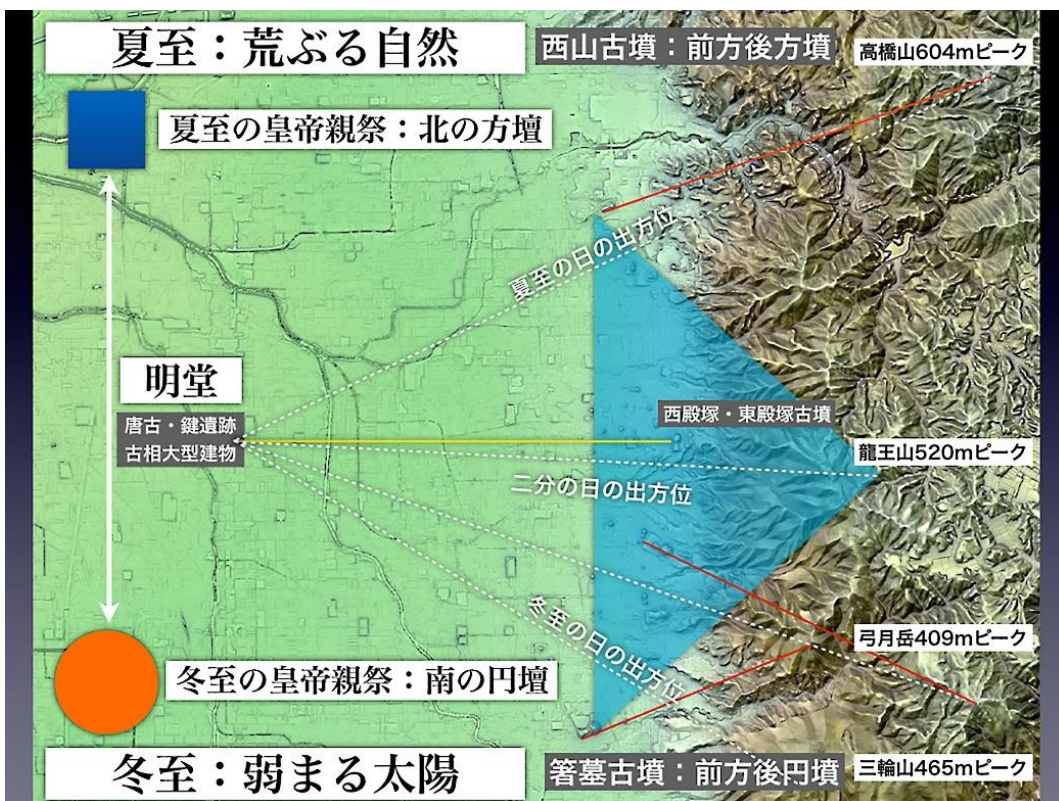 夏至：荒ぶる自然
西山古墳：前方後方墳
高橋山604mピーク
夏至の皇帝親祭：北の方壇
夏至の日の出方位
明堂
唐古・鍵遺跡
古相大型建物
西殿塚・東殿塚古墳
龍王山520mピーク
二分の日の出方位
冬至の日の出方位
弓月岳409mピーク
冬至の皇帝親祭：南の円壇
冬至：弱まる太陽
箸墓古墳：前方後円墳
三輪山465mピーク